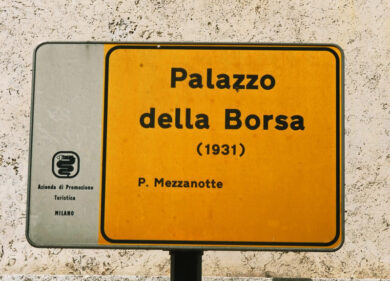 Palazzo
della Borsa
(1931)
P. Mezzanotte
Azienda di Promozione
Turistica
MILANO